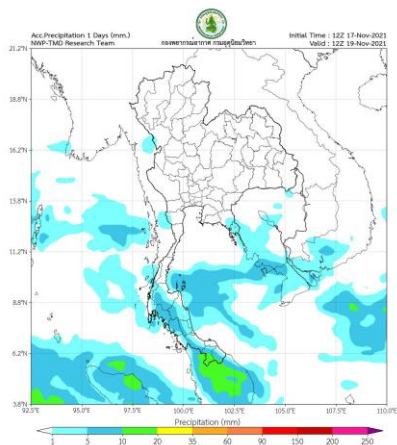 Acc.Precipitation 1 Days (mm.)
NWP-TMD Research Team
กองพยากรณ์อากาศ กรมอุตุนิยมวิทยา
Initial Time : 12Z 17-Nov-2021
Valid : 12Z 19-Nov-2021
21.2°N
18.8°N
16.2°N
13.8°N
11.2°N
8.8°N
6.2°N
3.8°N
92.5°E 95.0°E 97.5°E 100.0°E 102.5°E 105.0°E 107.5°E 110.0°E
Precipitation (mm)
1 5 10 20 35 60 90 150 200 250